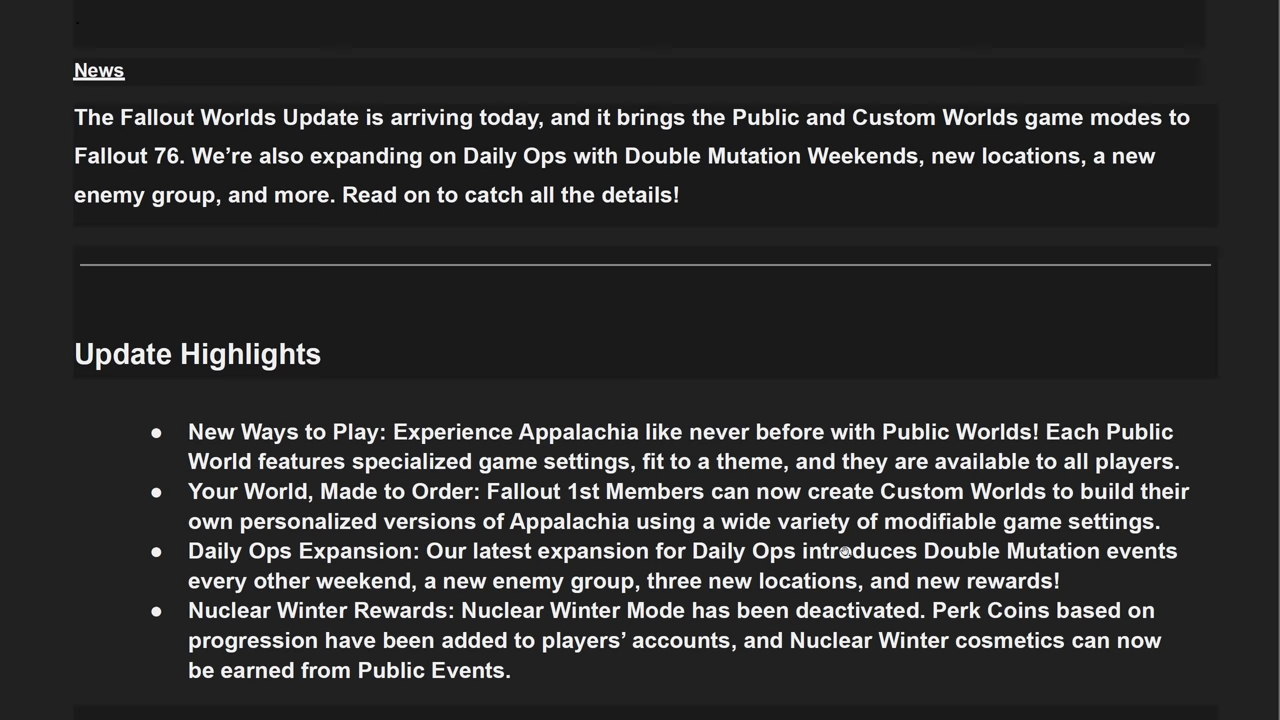 News
The Fallout Worlds Update is arriving today, and it brings the Public and Custom Worlds game modes to
Fallout 76. We’re also expanding on Daily Ops with Double Mutation Weekends, new locations, a new
enemy group, and more. Read on to catch all the details!
Update Highlights
● New Ways to Play: Experience Appalachia like never before with Public Worlds! Each Public
World features specialized game settings, fit to a theme, and they are available to all players.
● Your World, Made to Order: Fallout 1st Members can now create Custom Worlds to build their
own personalized versions of Appalachia using a wide variety of modifiable game settings.
● Daily Ops Expansion: Our latest expansion for Daily Ops introduces Double Mutation events
every other weekend, a new enemy group, three new locations, and new rewards!
● Nuclear Winter Rewards: Nuclear Winter Mode has been deactivated. Perk Coins based on
progression have been added to players’ accounts, and Nuclear Winter cosmetics can now
be earned from Public Events.